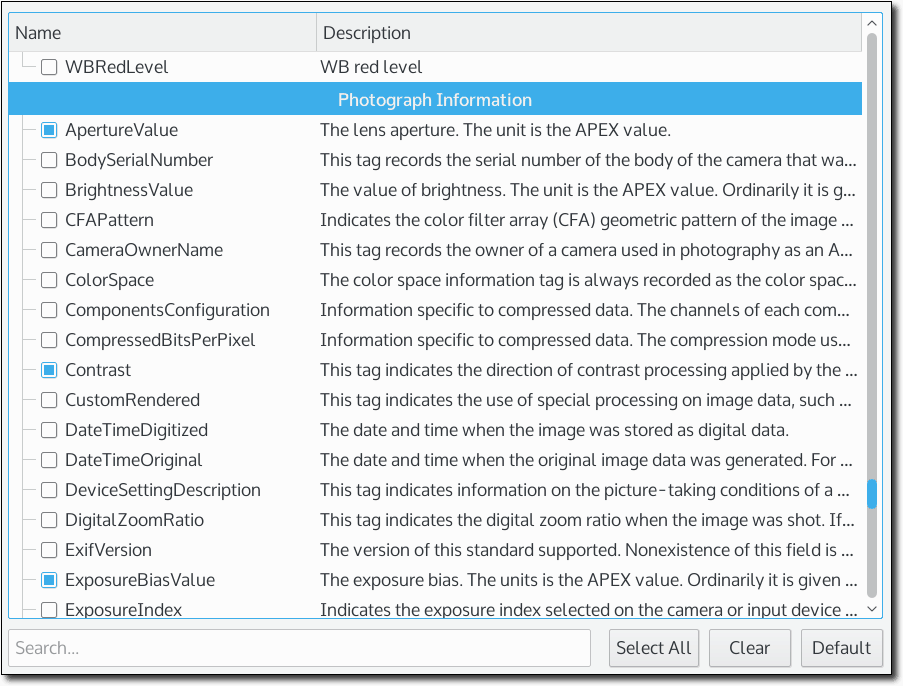 Name Description
WBRedLevel WB red level
Photograph Information
ApertureValue The lens aperture. The unit is the APEX value.
BodySerialNumber This tag records the serial number of the body of the camera that wa...
BrightnessValue The value of brightness. The unit is the APEX value. Ordinarily it is g...
CFAPattern Indicates the color filter array (CFA) geometric pattern of the image ...
CameraOwnerName This tag records the owner of a camera used in photography as an A...
ColorSpace The color space information tag is always recorded as the color spac...
ComponentsConfiguration Information specific to compressed data. The channels of each com...
CompressedBitsPerPixel Information specific to compressed data. The compression mode us...
Contrast This tag indicates the direction of contrast processing applied by the ...
CustomRendered This tag indicates the use of special processing on image data, such ...
DateTimeDigitized The date and time when the image was stored as digital data.
DateTimeOriginal The date and time when the original image data was generated. For ...
DeviceSettingDescription This tag indicates information on the picture-taking conditions of a ...
DigitalZoomRatio This tag indicates the digital zoom ratio when the image was shot. If...
ExifVersion The version of this standard supported. Nonexistence of this field is ...
ExposureBiasValue The exposure bias. The units is the APEX value. Ordinarily it is given ...
ExposureIndex Indicates the exposure index selected on the camera or input device ...
Search... Select All Clear Default